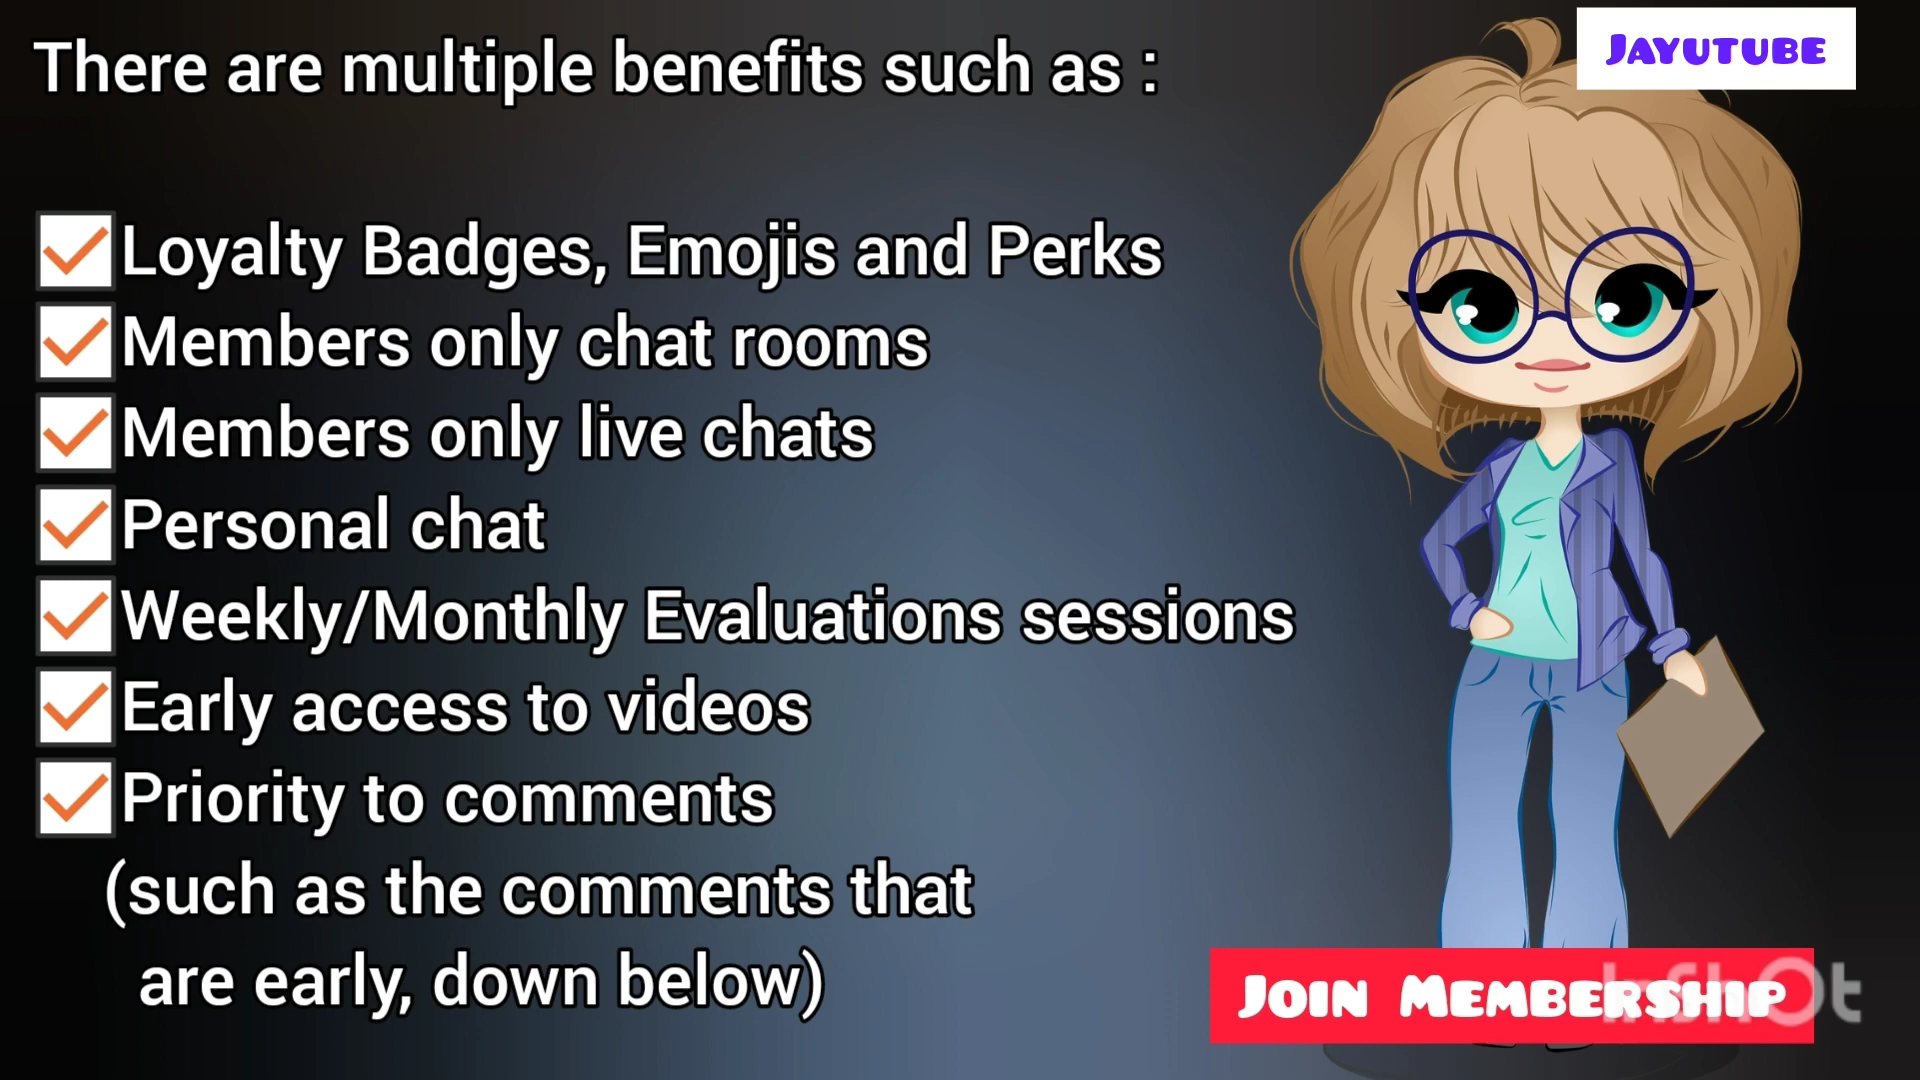 There are multiple benefits such as :
JAYUTUBE
Loyalty Badges, Emojis and Perks
Members only chat rooms
Members only live chats
Personal chat
Weekly/Monthly Evaluations sessions
Early access to videos
Priority to comments
(such as the comments that
are early, down below)
JOIN MEMBERSHIP
InShOt